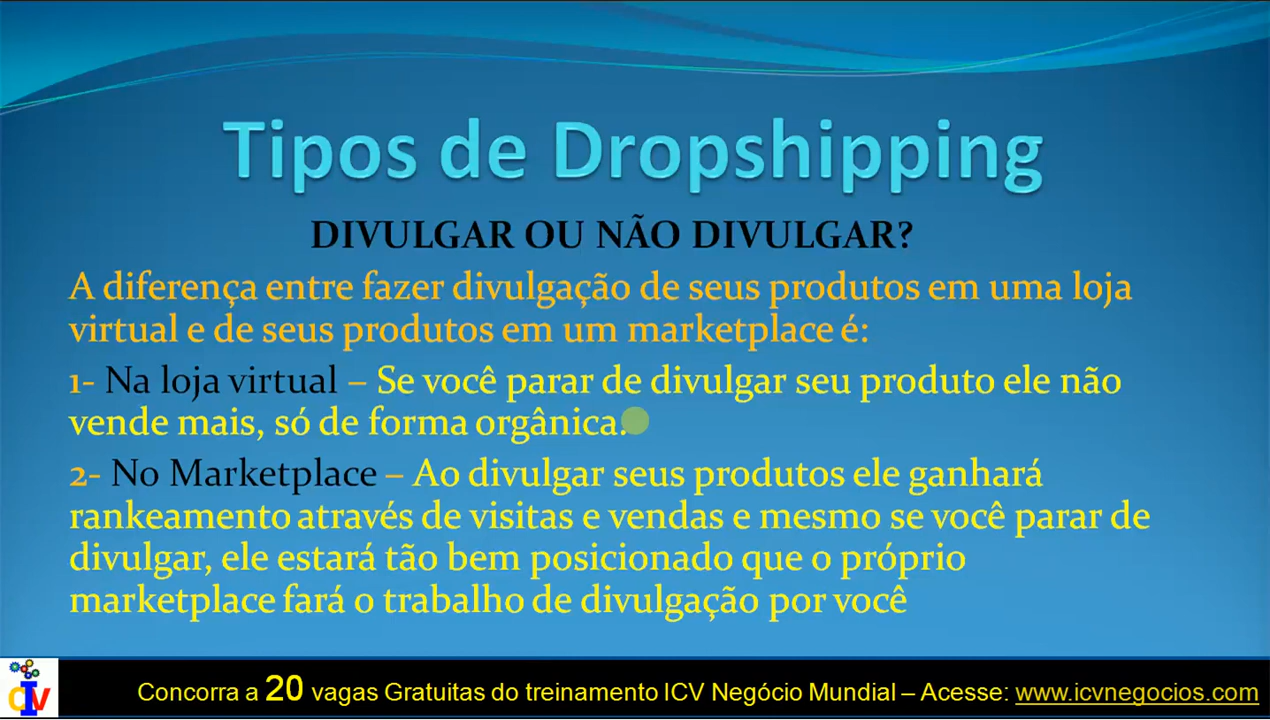 Tipos de Dropshipping
DIVULGAR OU NÃO DIVULGAR?
A diferença entre fazer divulgação de seus produtos em uma loja
virtual e de seus produtos em um marketplace é:
1- Na loja virtual – Se você parar de divulgar seu produto ele não
vende mais, só de forma orgânica.
2- No Marketplace – Ao divulgar seus produtos ele ganhará
rankeamento através de visitas e vendas e mesmo se você parar de
divulgar, ele estará tão bem posicionado que o próprio
marketplace fará o trabalho de divulgação por você
ICV
Concorra a 20 vagas Gratuitas do treinamento ICV Negócio Mundial – Acesse: www.icvnegocios.com